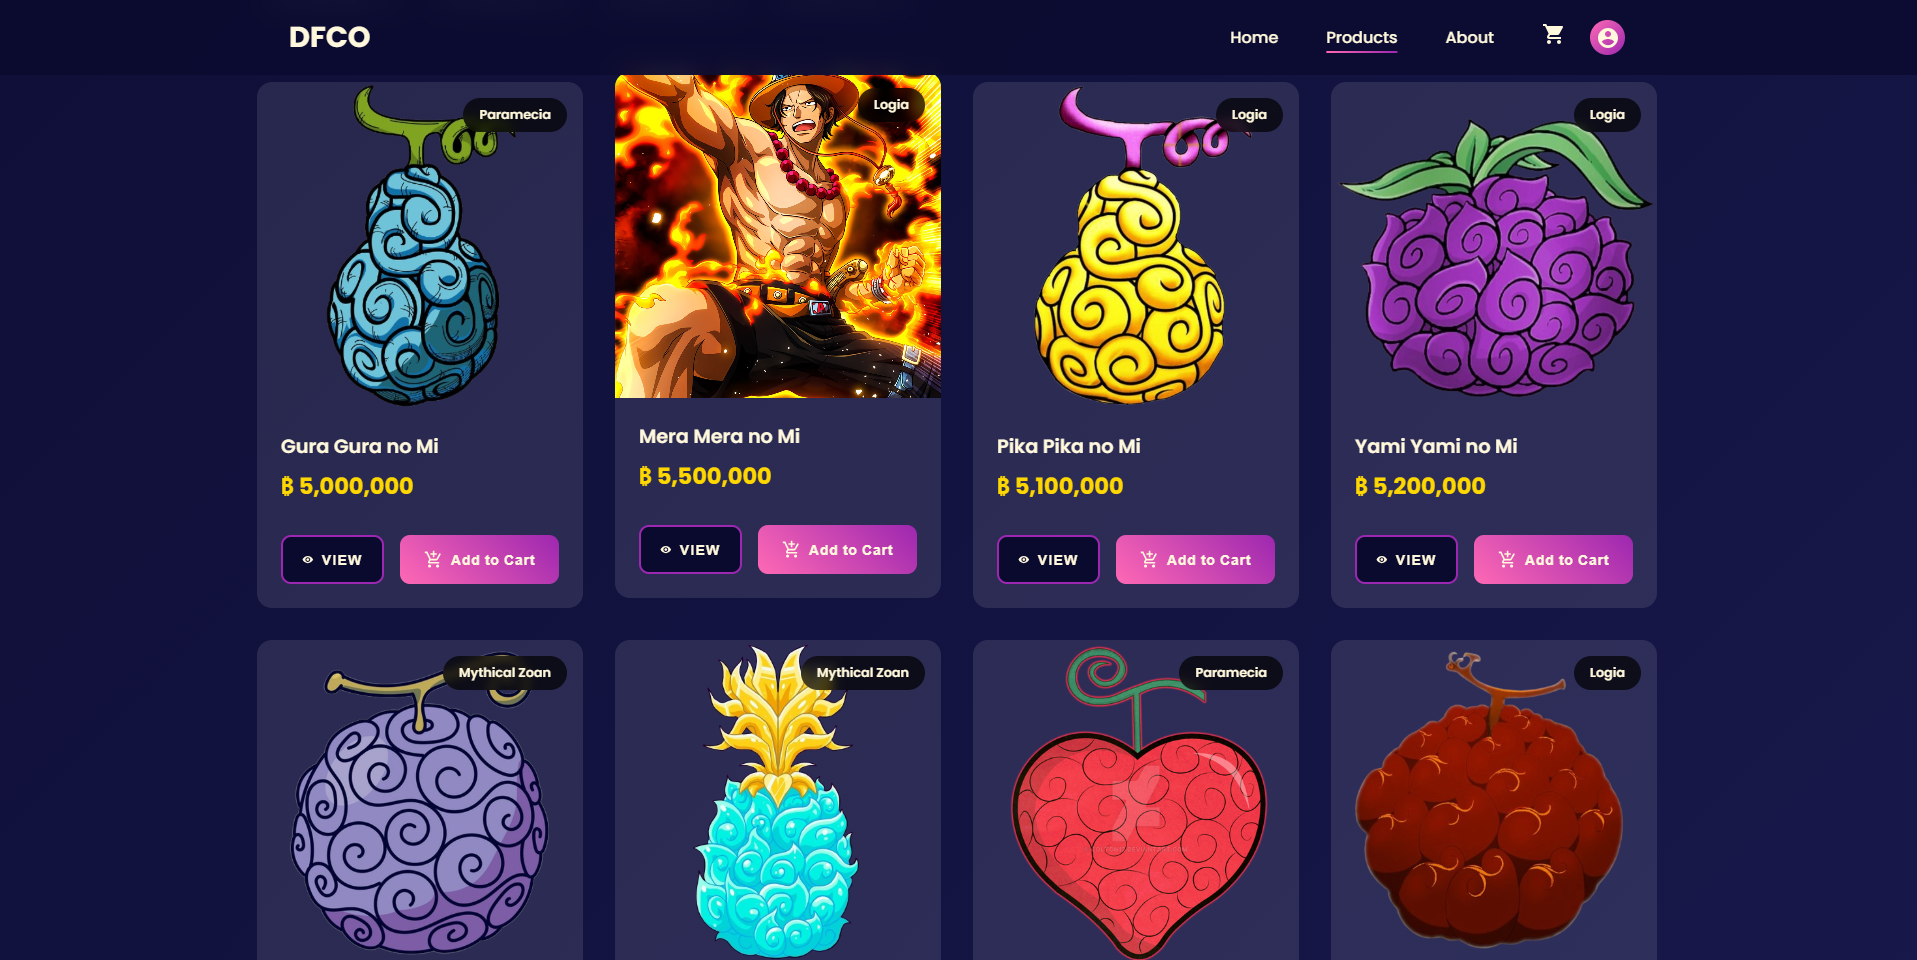 DFCO
Home
Products
About
Paramecia
Logia
Logia
Logia
Gura Gura no Mi
฿ 5,000,000
VIEW
Add to Cart
Mera Mera no Mi
฿ 5,500,000
VIEW
Add to Cart
Pika Pika no Mi
฿ 5,100,000
VIEW
Add to Cart
Yami Yami no Mi
฿ 5,200,000
VIEW
Add to Cart
Mythical Zoan
Mythical Zoan
Paramecia
Logia